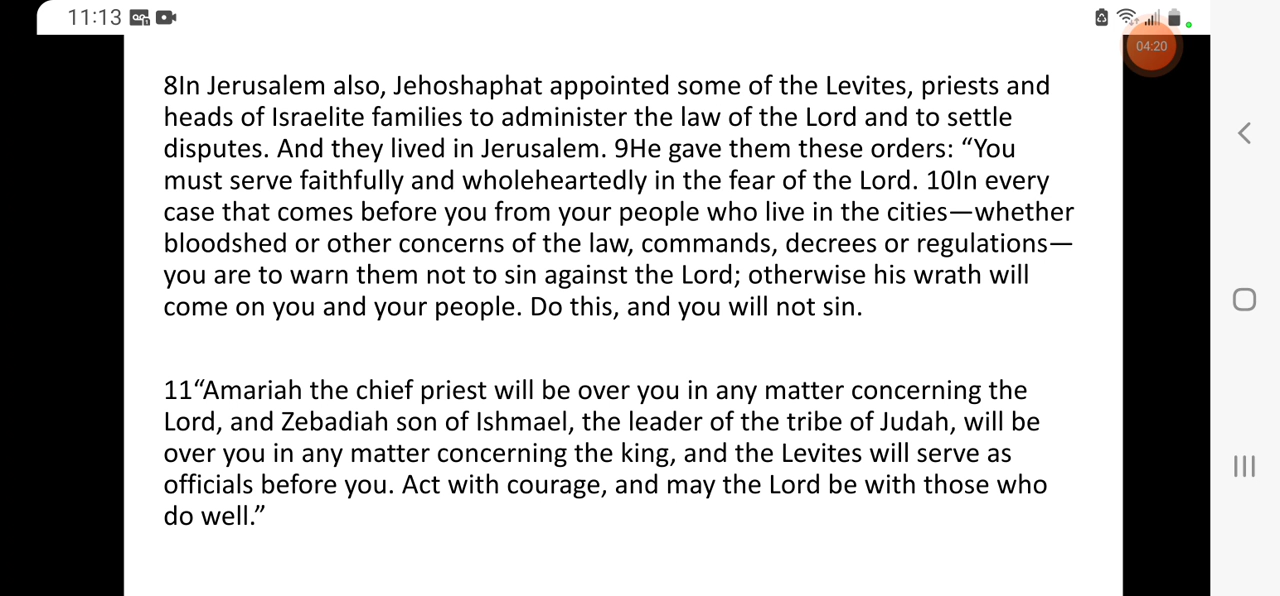 11:13
04:20
8In Jerusalem also, Jehoshaphat appointed some of the Levites, priests and
heads of Israelite families to administer the law of the Lord and to settle
disputes. And they lived in Jerusalem. 9He gave them these orders: “You
must serve faithfully and wholeheartedly in the fear of the Lord. 10In every
case that comes before you from your people who live in the cities—whether
bloodshed or other concerns of the law, commands, decrees or regulations—
you are to warn them not to sin against the Lord; otherwise his wrath will
come on you and your people. Do this, and you will not sin.
11“Amariah the chief priest will be over you in any matter concerning the
Lord, and Zebadiah son of Ishmael, the leader of the tribe of Judah, will be
over you in any matter concerning the king, and the Levites will serve as
officials before you. Act with courage, and may the Lord be with those who
do well.”